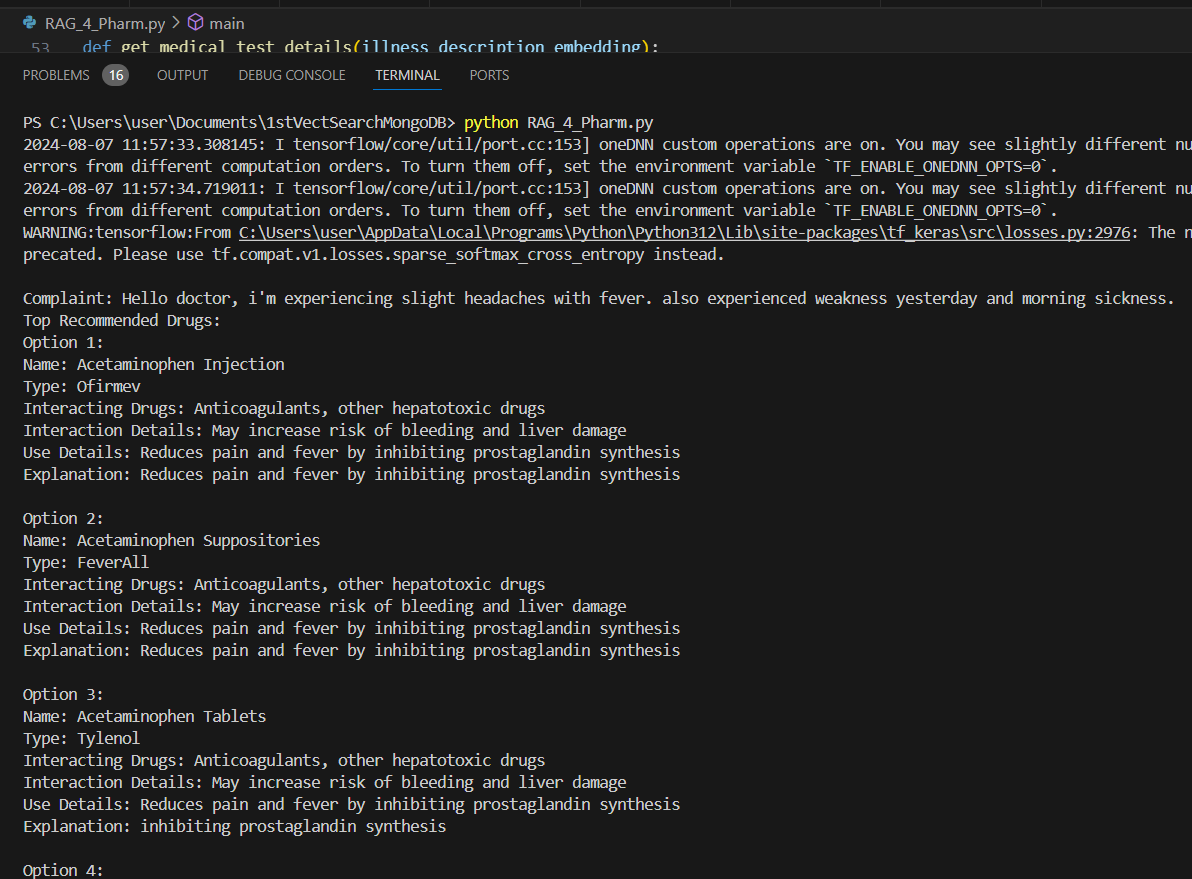 RAG_4_Pharm.py > main
53 def get_medical_test_details(illness_description_embedding):
PROBLEMS 16 OUTPUT DEBUG CONSOLE TERMINAL PORTS
PS C:\Users\user\Documents\1stVectSearchMongoDB> python RAG_4_Pharm.py
2024-08-07 11:57:33.308145: I tensorflow/core/util/port.cc:153] oneDNN custom operations are on. You may see slightly different nu
errors from different computation orders. To turn them off, set the environment variable `TF_ENABLE_ONEDNN_OPTS=0`.
2024-08-07 11:57:34.719011: I tensorflow/core/util/port.cc:153] oneDNN custom operations are on. You may see slightly different nu
errors from different computation orders. To turn them off, set the environment variable `TF_ENABLE_ONEDNN_OPTS=0`.
WARNING:tensorflow:From C:\Users\user\AppData\Local\Programs\Python\Python312\Lib\site-packages\tf_keras\src\losses.py:2976: The n
precated. Please use tf.compat.v1.losses.sparse_softmax_cross_entropy instead.
Complaint: Hello doctor, i'm experiencing slight headaches with fever. also experienced weakness yesterday and morning sickness.
Top Recommended Drugs:
Option 1:
Name: Acetaminophen Injection
Type: Ofirmev
Interacting Drugs: Anticoagulants, other hepatotoxic drugs
Interaction Details: May increase risk of bleeding and liver damage
Use Details: Reduces pain and fever by inhibiting prostaglandin synthesis
Explanation: Reduces pain and fever by inhibiting prostaglandin synthesis
Option 2:
Name: Acetaminophen Suppositories
Type: FeverAll
Interacting Drugs: Anticoagulants, other hepatotoxic drugs
Interaction Details: May increase risk of bleeding and liver damage
Use Details: Reduces pain and fever by inhibiting prostaglandin synthesis
Explanation: Reduces pain and fever by inhibiting prostaglandin synthesis
Option 3:
Name: Acetaminophen Tablets
Type: Tylenol
Interacting Drugs: Anticoagulants, other hepatotoxic drugs
Interaction Details: May increase risk of bleeding and liver damage
Use Details: Reduces pain and fever by inhibiting prostaglandin synthesis
Explanation: inhibiting prostaglandin synthesis
Option 4: